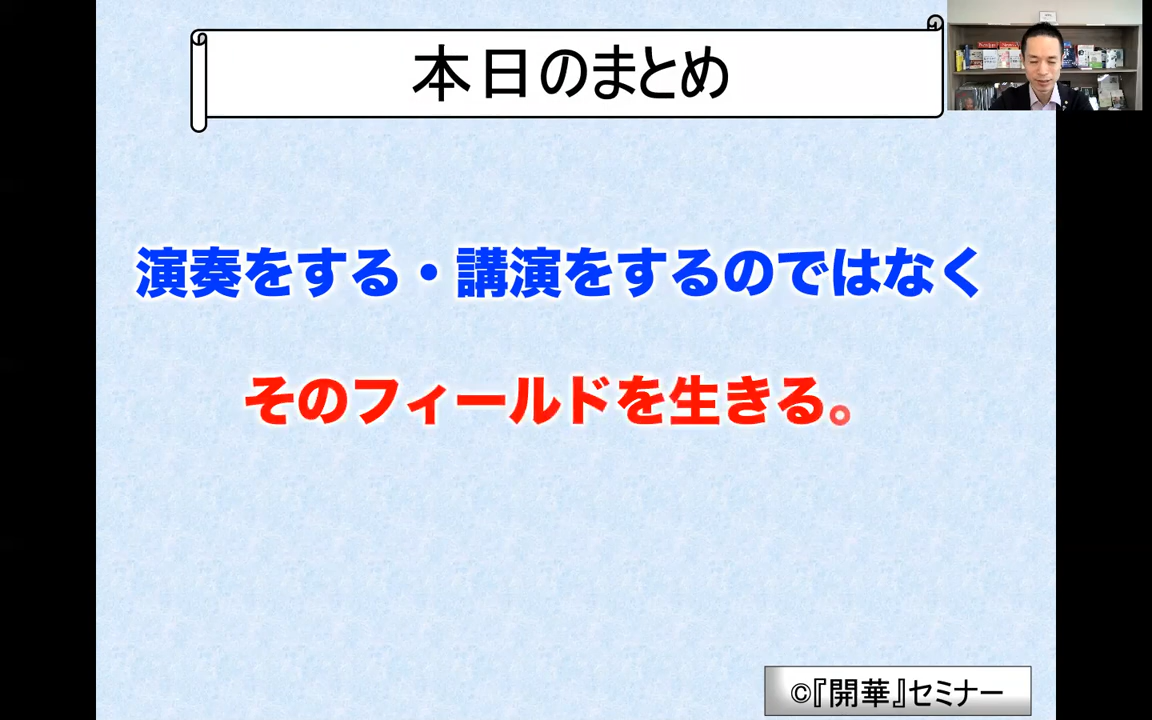 本日のまとめ
演奏をする・講演をするのではなく
そのフィールドを生きる。
©『開華』セミナー